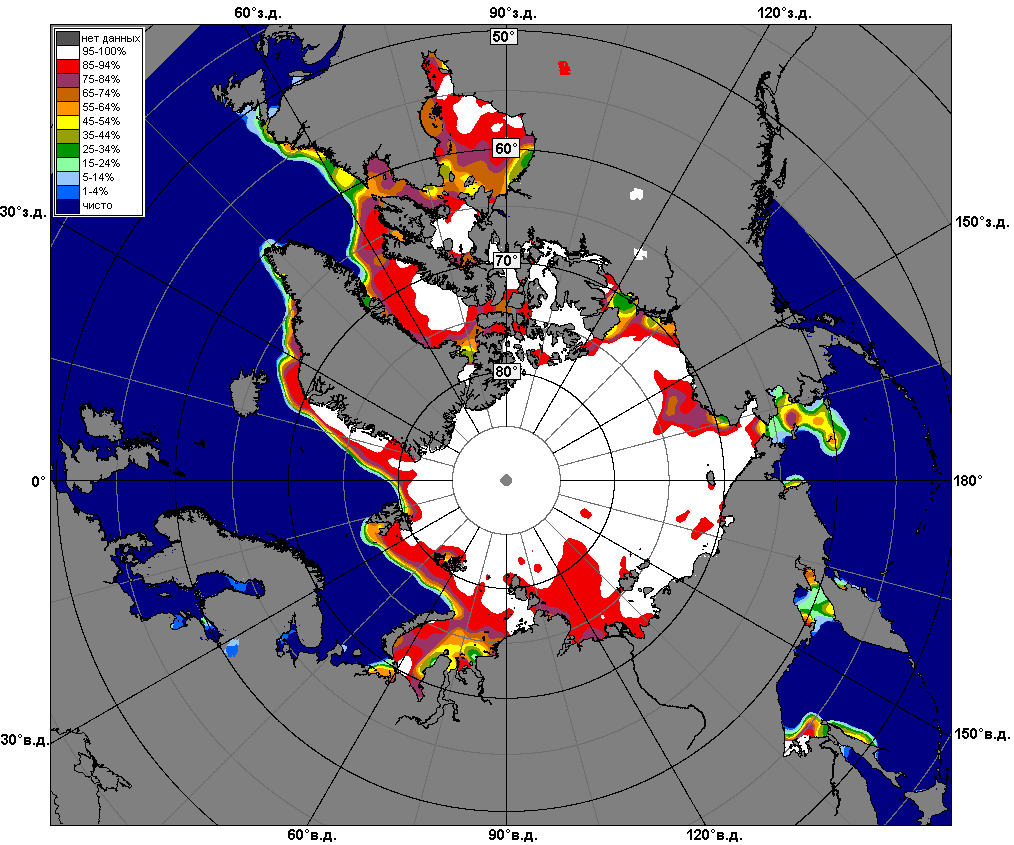 60°з.д.
90°з.д.
120°з.д.
50°
нет данных
95-100%
85-94%
75-84%
65-74%
55-64%
45-54%
35-44%
25-34%
15-24%
5-14%
1-4%
чисто
60°
30°з.д.
150°з.д.
70°
80°
0°
180°
30°в.д.
150°в.д.
60°в.д.
90°в.д.
120°в.д.